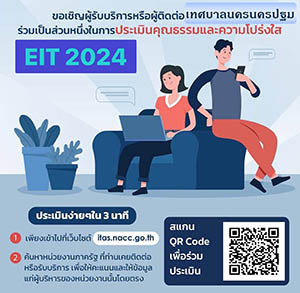 ขอเชิญผู้รับบริการหรือผู้ติดต่อเทศบาลนครนครปฐม
ร่วมเป็นส่วนหนึ่งในการประเมินคุณธรรมและความโปร่งใส
EIT 2024
ประเมินง่ายๆใน 3 นาที
1 เพียงเข้าไปที่เว็บไซต์ itas.nacc.go.th
2 ค้นหาหน่วยงานภาครัฐ ที่ท่านเคยติดต่อ
หรือรับบริการ เพื่อให้คะแนนและให้ข้อมูล
แก่ผู้บริหารของหน่วยงานนั้นโดยตรง
สแกน
QR Code
เพื่อร่วม
ประเมิน